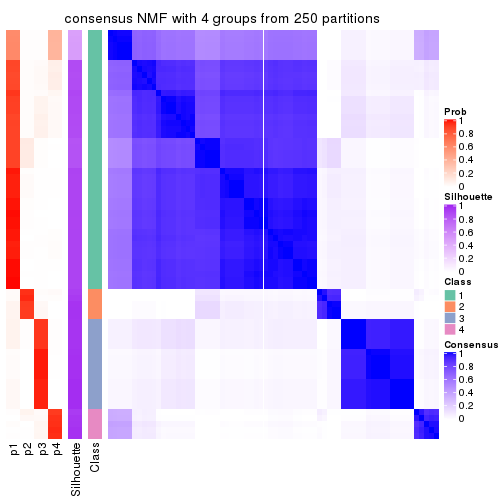 consensus NMF with 4 groups from 250 partitions
Prob
1
0.8
0.6
0.4
0.2
0
Silhouette
1
0.8
0.6
0.4
0.2
0
Class
1
2
3
4
Consensus
1
0.8
0.6
0.4
0.2
0
p1
p2
p3
p4
Silhouette
Class